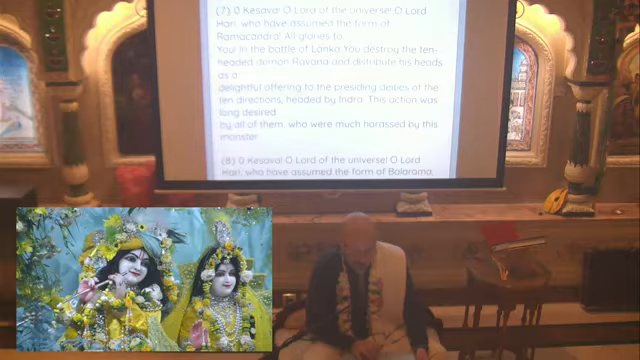 (7) O Kesava! O Lord of the universe! O Lord
Hari, who have assumed the form of
Ramacandra! All glories to
You! In the battle of Lanka You destroy the ten-
headed demon Ravana and distribute his heads
as a
delightful offering to the presiding deities of the
ten directions, headed by Indra. This action was
long desired
by all of them, who were much harassed by this
monster.
(8) O Kesava! O Lord of the universe! O Lord
Hari, who have assumed the form of Balarama,